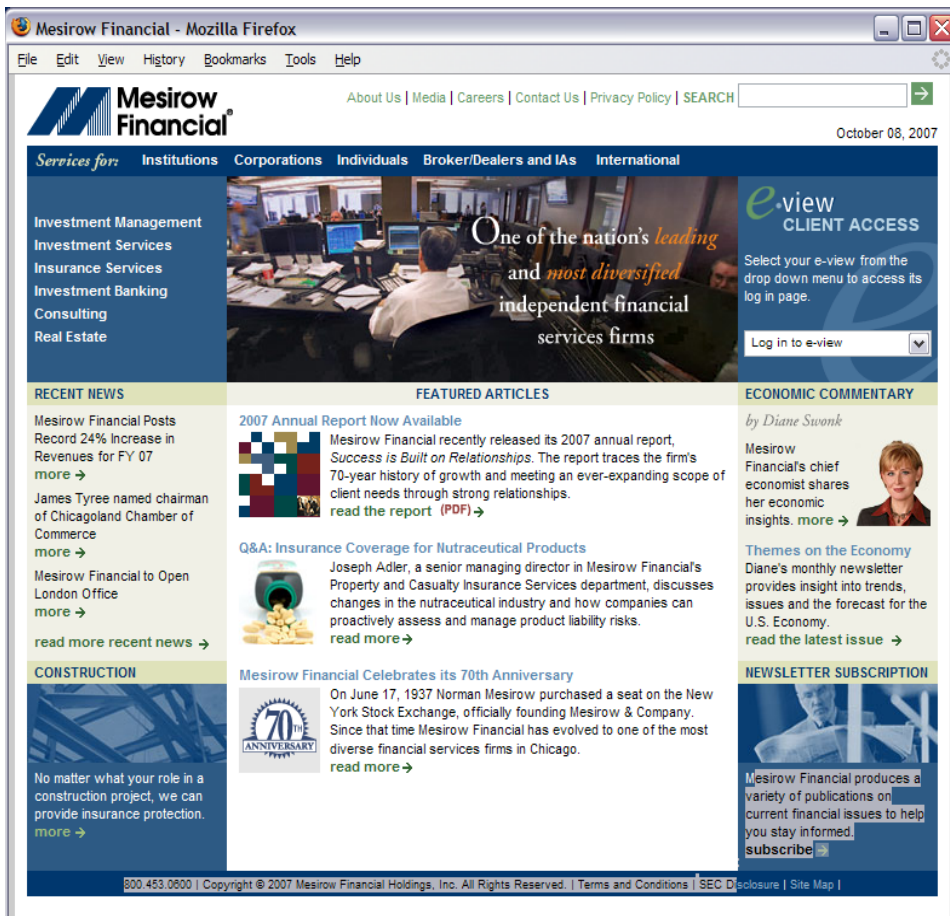 Mesirow Financial - Mozilla Firefox
File Edit View History Bookmarks Tools Help
Mesirow
Financial®
About Us | Media | Careers | Contact Us | Privacy Policy | SEARCH
October 08, 2007
Services for: Institutions Corporations Individuals Broker/Dealers and IAs International
Investment Management
Investment Services
Insurance Services
Investment Banking
Consulting
Real Estate
One of the nation's leading
and most diversified
independent financial
services firms
e•view
CLIENT ACCESS
Select your e-view from the
drop down menu to access its
log in page.
Log in to e-view
RECENT NEWS
Mesirow Financial Posts
Record 24% Increase in
Revenues for FY 07
more →
James Tyree named chairman
of Chicagoland Chamber of
Commerce
more →
Mesirow Financial to Open
London Office
more →
read more recent news →
CONSTRUCTION
No matter what your role in a
construction project, we can
provide insurance protection.
more →
FEATURED ARTICLES
2007 Annual Report Now Available
Mesirow Financial recently released its 2007 annual report,
Success is Built on Relationships. The report traces the firm's
70-year history of growth and meeting an ever-expanding scope of
client needs through strong relationships.
read the report (PDF) →
Q&A: Insurance Coverage for Nutraceutical Products
Joseph Adler, a senior managing director in Mesirow Financial's
Property and Casualty Insurance Services department, discusses
changes in the nutraceutical industry and how companies can
proactively assess and manage product liability risks.
read more →
Mesirow Financial Celebrates its 70th Anniversary
70TH
ANNIVERSARY
On June 17, 1937 Norman Mesirow purchased a seat on the New
York Stock Exchange, officially founding Mesirow & Company.
Since that time Mesirow Financial has evolved to one of the most
diverse financial services firms in Chicago.
read more →
ECONOMIC COMMENTARY
by Diane Swonk
Mesirow
Financial's chief
economist shares
her economic
insights. more →
Themes on the Economy
Diane's monthly newsletter
provides insight into trends,
issues and the forecast for the
U.S. Economy.
read the latest issue →
NEWSLETTER SUBSCRIPTION
Mesirow Financial produces a
variety of publications on
current financial issues to help
you stay informed.
subscribe →
800.453.0600 | Copyright © 2007 Mesirow Financial Holdings, Inc. All Rights Reserved. | Terms and Conditions | SEC Disclosure | Site Map |